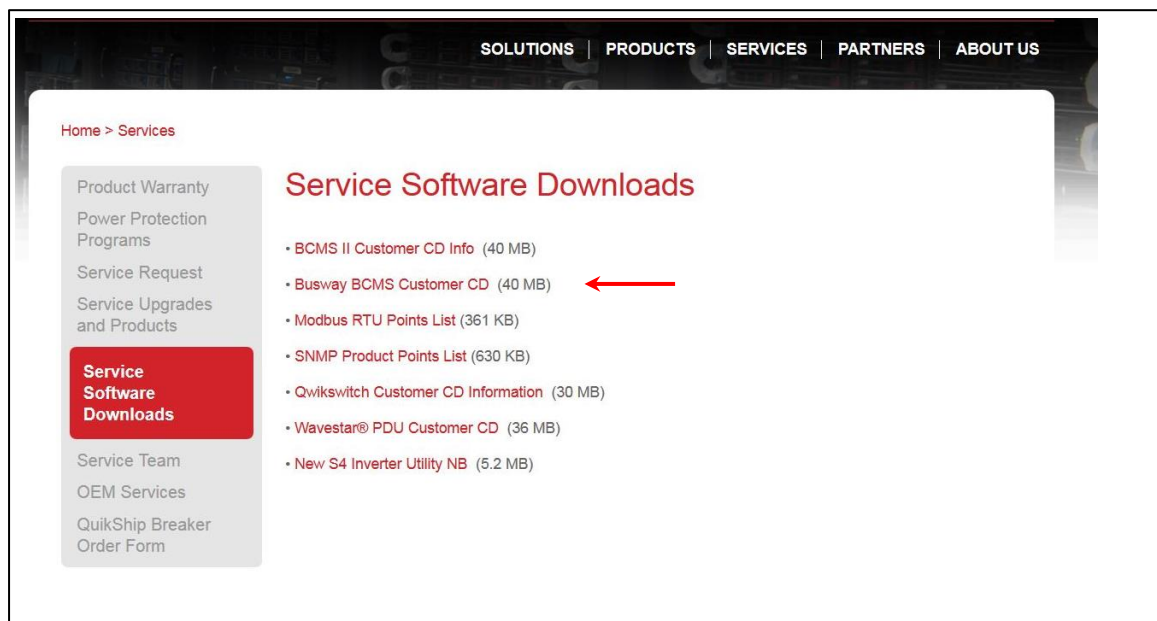 SOLUTIONS | PRODUCTS | SERVICES | PARTNERS | ABOUT US
Home > Services
Product Warranty
Power Protection
Programs
Service Request
Service Upgrades
and Products
Service
Software
Downloads
Service Team
OEM Services
QuikShip Breaker
Order Form
Service Software Downloads
• BCMS II Customer CD Info (40 MB)
• Busway BCMS Customer CD (40 MB)
• Modbus RTU Points List (361 KB)
• SNMP Product Points List (630 KB)
• Qwikswitch Customer CD Information (30 MB)
• Wavestar® PDU Customer CD (36 MB)
• New S4 Inverter Utility NB (5.2 MB)